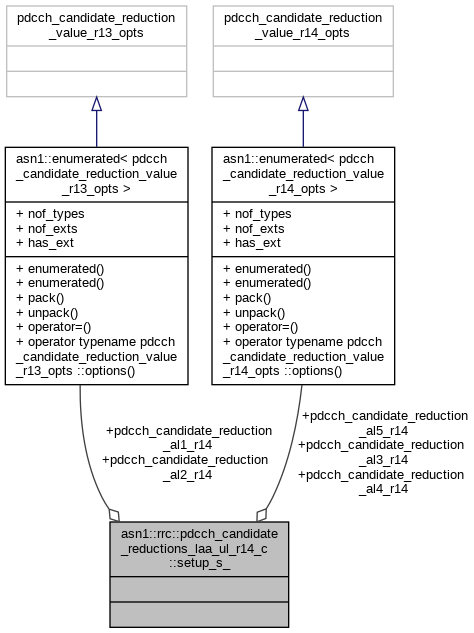 pdcch_candidate_reduction
_value_r13_opts
pdcch_candidate_reduction
_value_r14_opts
asn1::enumerated< pdcch
_candidate_reduction_value
_r13_opts >
+ nof_types
+ nof_exts
+ has_ext
+ enumerated()
+ enumerated()
+ pack()
+ unpack()
+ operator=()
+ operator typename pdcch
_candidate_reduction_value
_r13_opts ::options()
asn1::enumerated< pdcch
_candidate_reduction_value
_r14_opts >
+ nof_types
+ nof_exts
+ has_ext
+ enumerated()
+ enumerated()
+ pack()
+ unpack()
+ operator=()
+ operator typename pdcch
_candidate_reduction_value
_r14_opts ::options()
+pdcch_candidate_reduction
_al1_r14
+pdcch_candidate_reduction
_al2_r14
+pdcch_candidate_reduction
_al5_r14
+pdcch_candidate_reduction
_al3_r14
+pdcch_candidate_reduction
_al4_r14
asn1::rrc::pdcch_candidate
_reductions_laa_ul_r14_c
::setup_s_